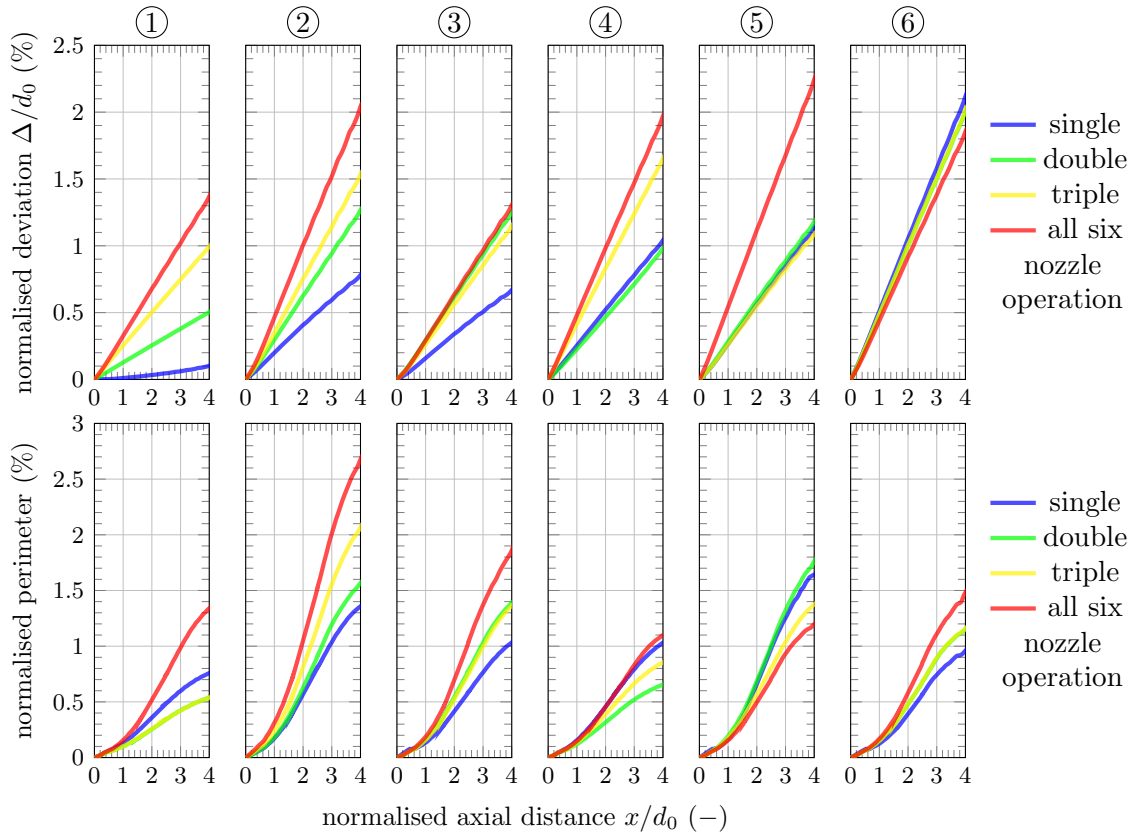 ① ② ③ ④ ⑤ ⑥
normalised deviation Δ/d₀ (%)
2.5
2
1.5
1
0.5
0
0 1 2 3 4 0 1 2 3 4 0 1 2 3 4 0 1 2 3 4 0 1 2 3 4 0 1 2 3 4
single
double
triple
all six
nozzle
operation
normalised perimeter (%)
3
2.5
2
1.5
1
0.5
0
0 1 2 3 4 0 1 2 3 4 0 1 2 3 4 0 1 2 3 4 0 1 2 3 4 0 1 2 3 4
single
double
triple
all six
nozzle
operation
normalised axial distance x/d₀ (−)